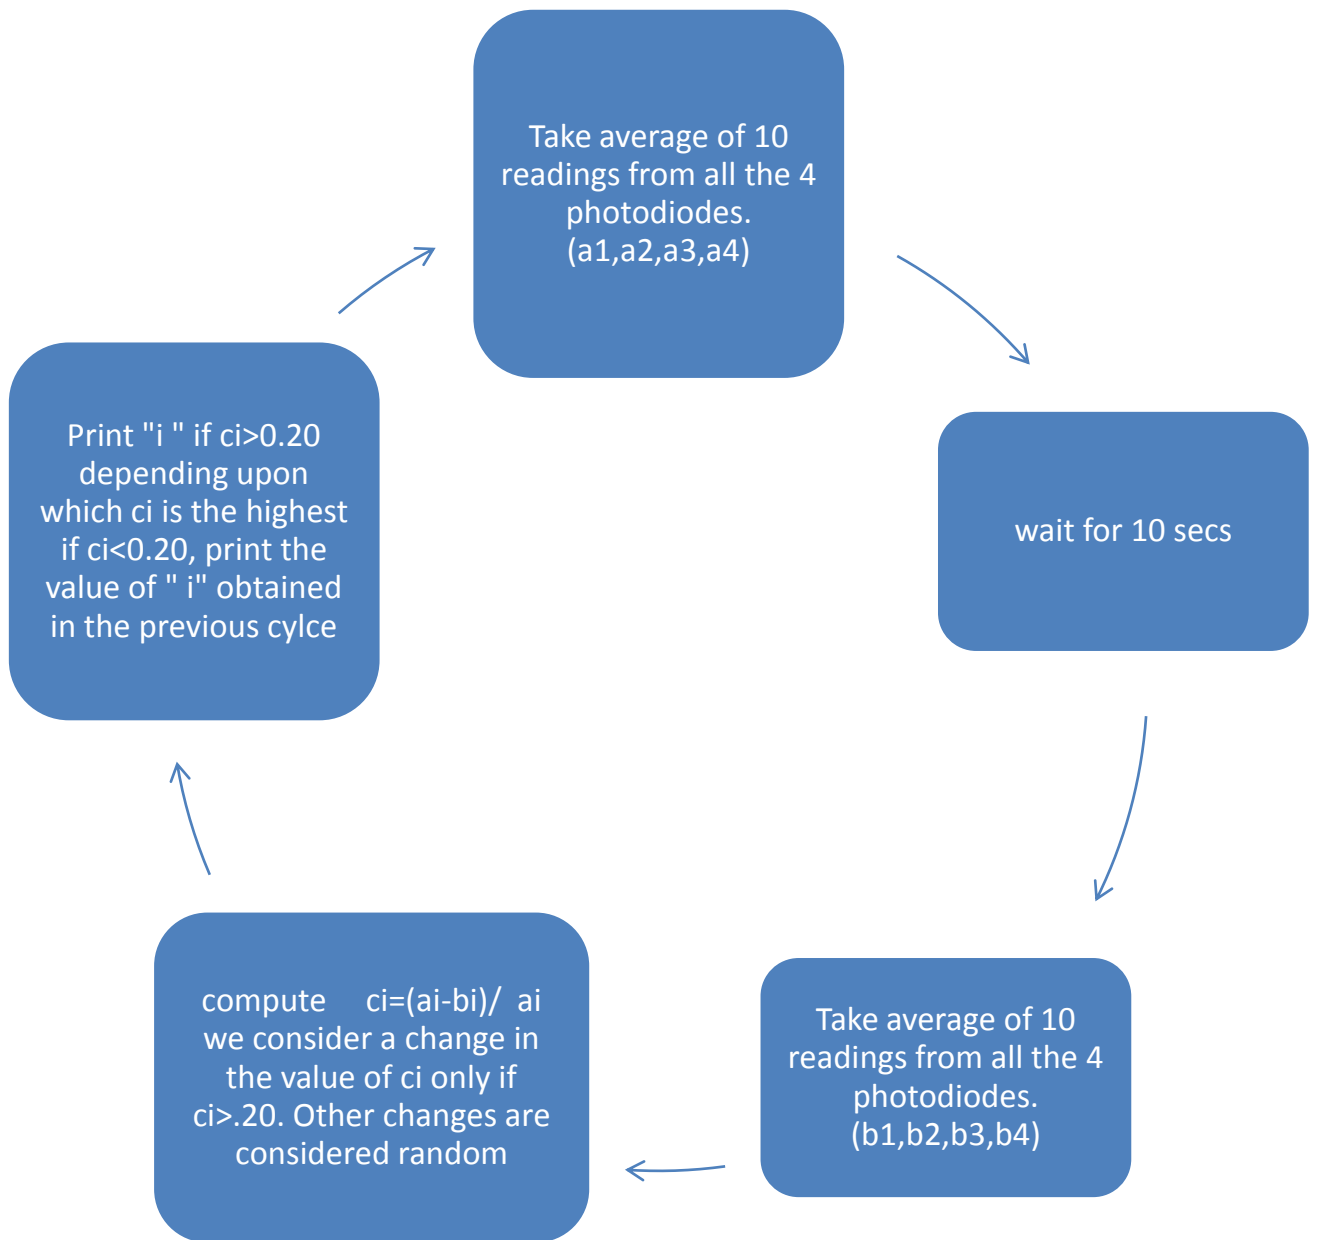 Take average of 10
readings from all the 4
photodiodes.
(a1,a2,a3,a4)
wait for 10 secs
Take average of 10
readings from all the 4
photodiodes.
(b1,b2,b3,b4)
compute    ci=(ai-bi)/ ai
we consider a change in
the value of ci only if
ci>.20. Other changes are
considered random
Print "i " if ci>0.20
depending upon
which ci is the highest
if ci<0.20, print the
value of " i" obtained
in the previous cylce